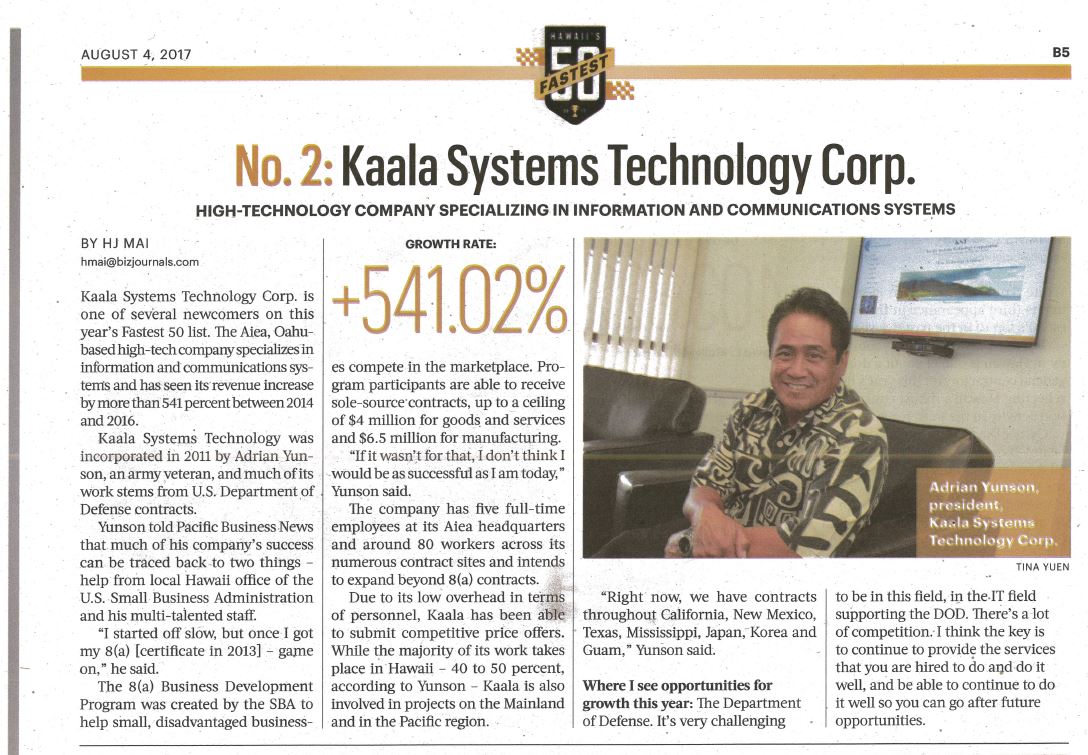 AUGUST 4, 2017
HAWAII'S
50
FASTEST
B5
No. 2: Kaala Systems Technology Corp.
HIGH-TECHNOLOGY COMPANY SPECIALIZING IN INFORMATION AND COMMUNICATIONS SYSTEMS
BY HJ MAI
hmai@bizjournals.com
Kaala Systems Technology Corp. is
one of several newcomers on this
year's Fastest 50 list. The Aiea, Oahu-
based high-tech company specializes in
information and communications sys-
tems and has seen its revenue increase
by more than 541 percent between 2014
and 2016.
Kaala Systems Technology was
incorporated in 2011 by Adrian Yun-
son, an army veteran, and much of its
work stems from U.S. Department of
Defense contracts.
Yunson told Pacific Business News
that much of his company's success
can be traced back to two things –
help from local Hawaii office of the
U.S. Small Business Administration
and his multi-talented staff.
"I started off slow, but once I got
my 8(a) [certificate in 2013] – game
on," he said.
The 8(a) Business Development
Program was created by the SBA to
help small, disadvantaged business-
GROWTH RATE:
+541.02%
es compete in the marketplace. Pro-
gram participants are able to receive
sole-source contracts, up to a ceiling
of $4 million for goods and services
and $6.5 million for manufacturing.
"If it wasn't for that, I don't think I
would be as successful as I am today,"
Yunson said.
The company has five full-time
employees at its Aiea headquarters
and around 80 workers across its
numerous contract sites and intends
to expand beyond 8(a) contracts.
Due to its low overhead in terms
of personnel, Kaala has been able
to submit competitive price offers.
While the majority of its work takes
place in Hawaii – 40 to 50 percent,
according to Yunson – Kaala is also
involved in projects on the Mainland
and in the Pacific region.
Adrian Yunson,
president,
Kaala Systems
Technology Corp.
TINA YUEN
"Right now, we have contracts
throughout California, New Mexico,
Texas, Mississippi, Japan, Korea and
Guam," Yunson said.
Where I see opportunities for
growth this year: The Department
of Defense. It's very challenging
to be in this field, in the IT field
supporting the DOD. There's a lot
of competition. I think the key is
to continue to provide the services
that you are hired to do and do it
well, and be able to continue to do
it well so you can go after future
opportunities.